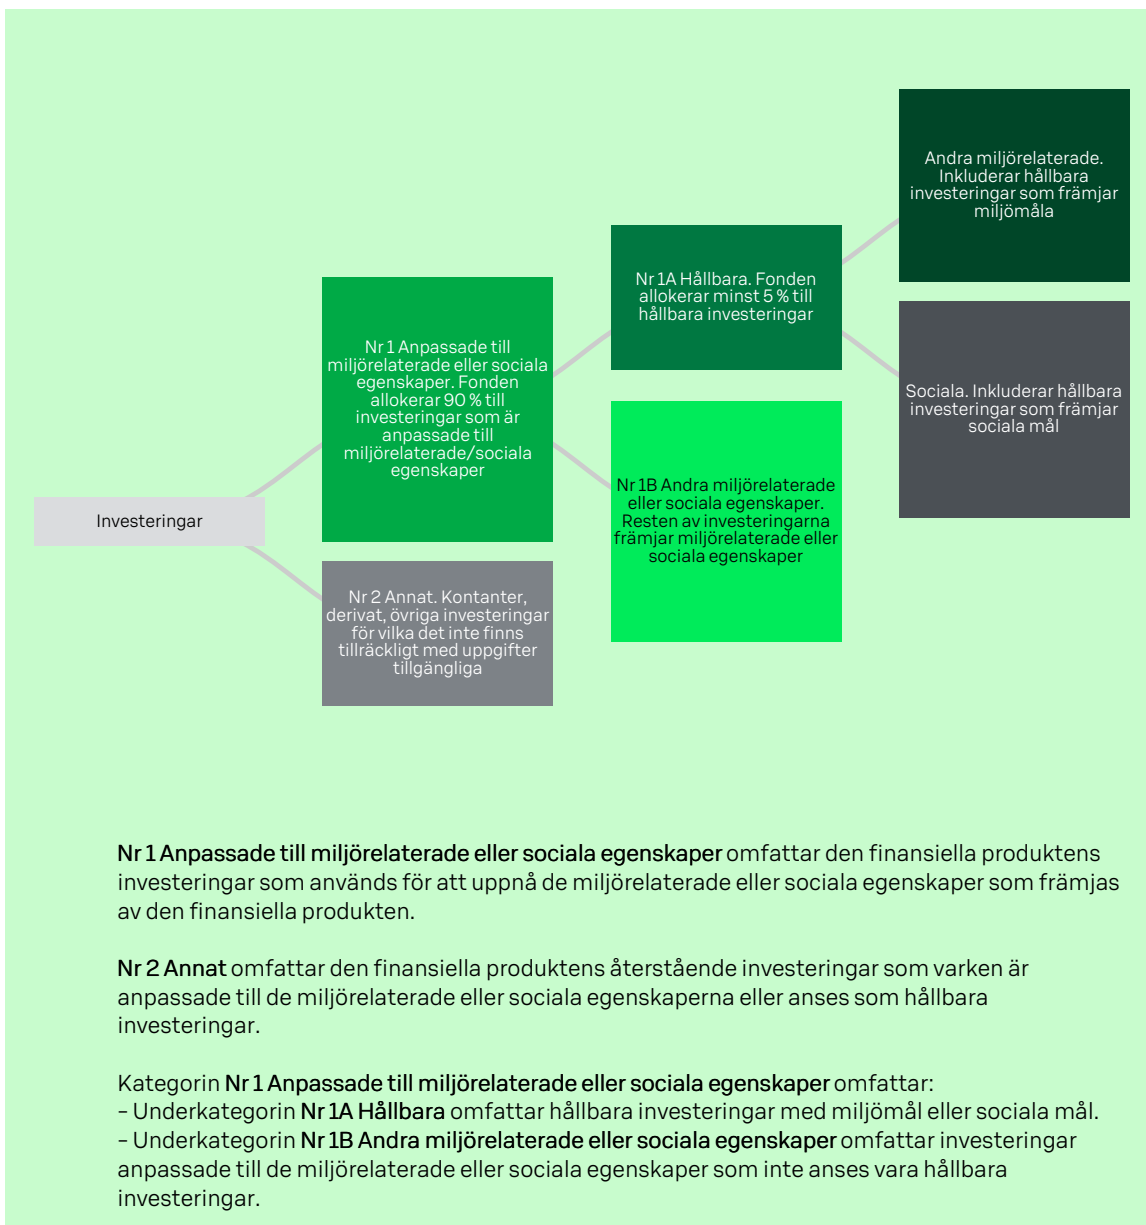 Andra miljörelaterade.
Inkluderar hållbara
investeringar som främjar
miljömåla
Nr 1A Hållbara. Fonden
allokerar minst 5 % till
hållbara investeringar
Nr 1 Anpassade till
miljörelaterade eller sociala
egenskaper. Fonden
allokerar 90 % till
investeringar som är
anpassade till
miljörelaterade/sociala
egenskaper
Sociala. Inkluderar hållbara
investeringar som främjar
sociala mål
Nr 1B Andra miljörelaterade
eller sociala egenskaper.
Resten av investeringarna
främjar miljörelaterade eller
sociala egenskaper
Investeringar
Nr 2 Annat. Kontanter,
derivat, övriga investeringar
för vilka det inte finns
tillräckligt med uppgifter
tillgängliga
Nr 1 Anpassade till miljörelaterade eller sociala egenskaper omfattar den finansiella produktens
investeringar som används för att uppnå de miljörelaterade eller sociala egenskaper som främjas
av den finansiella produkten.
Nr 2 Annat omfattar den finansiella produktens återstående investeringar som varken är
anpassade till de miljörelaterade eller sociala egenskaperna eller anses som hållbara
investeringar.
Kategorin Nr 1 Anpassade till miljörelaterade eller sociala egenskaper omfattar:
– Underkategorin Nr 1A Hållbara omfattar hållbara investeringar med miljömål eller sociala mål.
– Underkategorin Nr 1B Andra miljörelaterade eller sociala egenskaper omfattar investeringar
anpassade till de miljörelaterade eller sociala egenskaper som inte anses vara hållbara
investeringar.